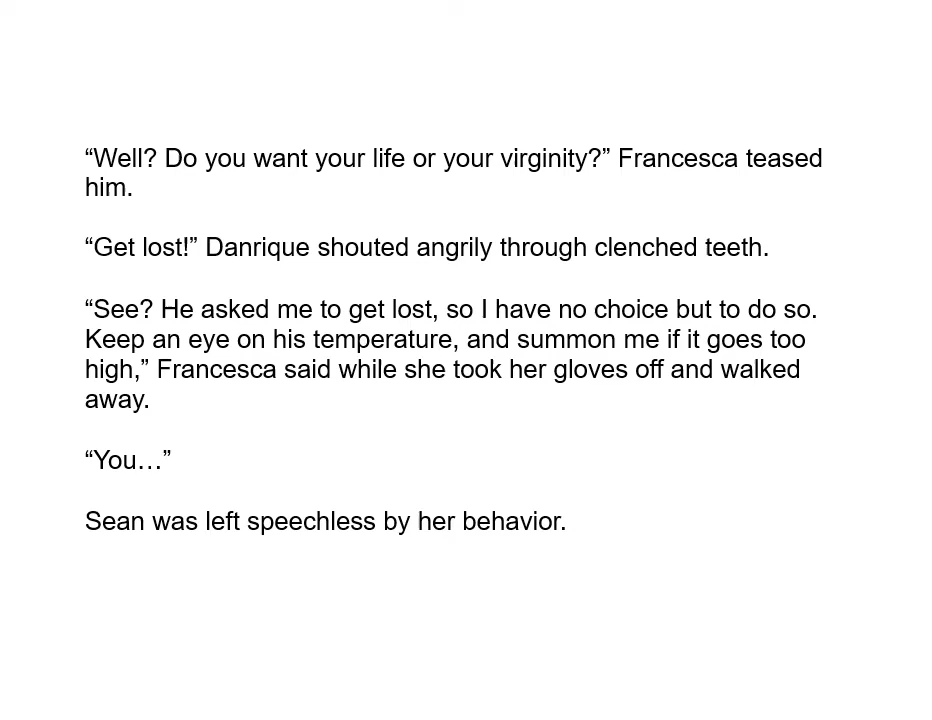 “Well? Do you want your life or your virginity?” Francesca teased
him.
“Get lost!” Danrique shouted angrily through clenched teeth.
“See? He asked me to get lost, so I have no choice but to do so.
Keep an eye on his temperature, and summon me if it goes too
high,” Francesca said while she took her gloves off and walked
away.
“You…”
Sean was left speechless by her behavior.